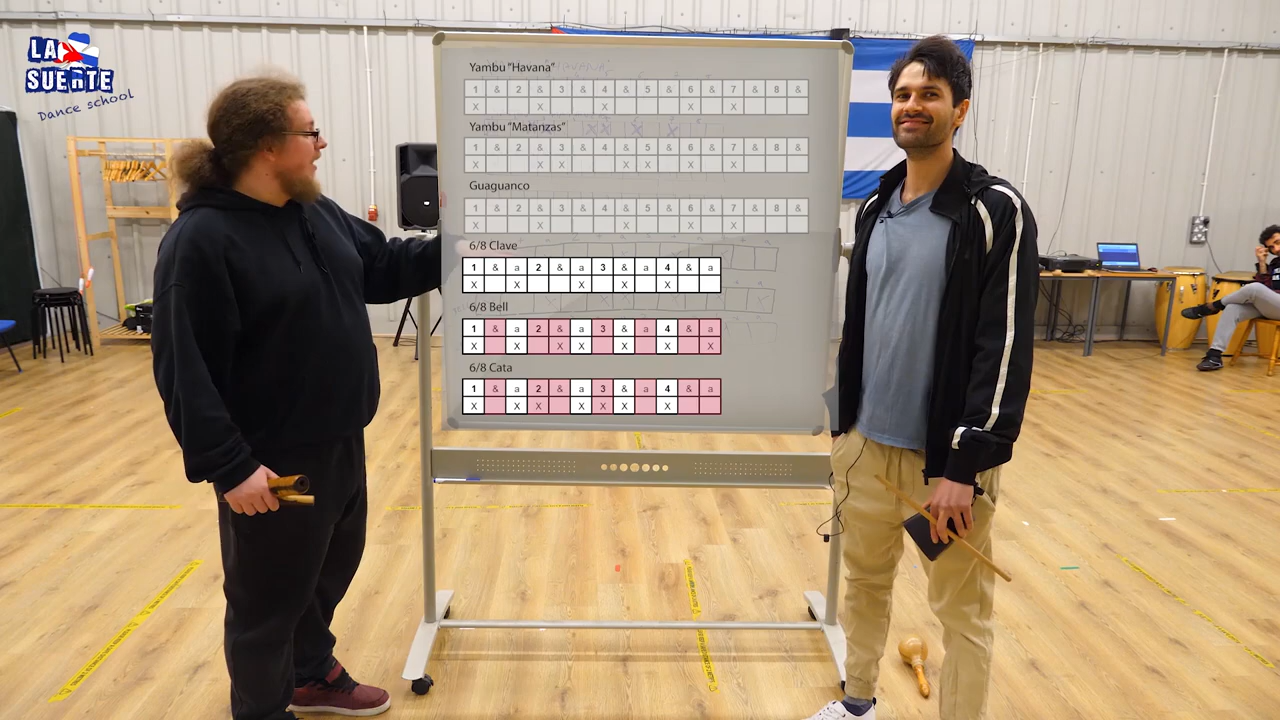 LA
SUERTE
Dance school
Yambu "Havana"
1 & 2 & 3 & 4 & 5 & 6 & 7 & 8 &
X X X X X
Yambu "Matanzas"
1 & 2 & 3 & 4 & 5 & 6 & 7 & 8 &
X X X X X X X
Guaguanco
1 & 2 & 3 & 4 & 5 & 6 & 7 & 8 &
X X X X X
6/8 Clave
1 & a 2 & a 3 & a 4 & a
X X X X X
6/8 Bell
1 & a 2 & a 3 & a 4 & a
X X X X X X X
6/8 Cata
1 & a 2 & a 3 & a 4 & a
X X X X X X X